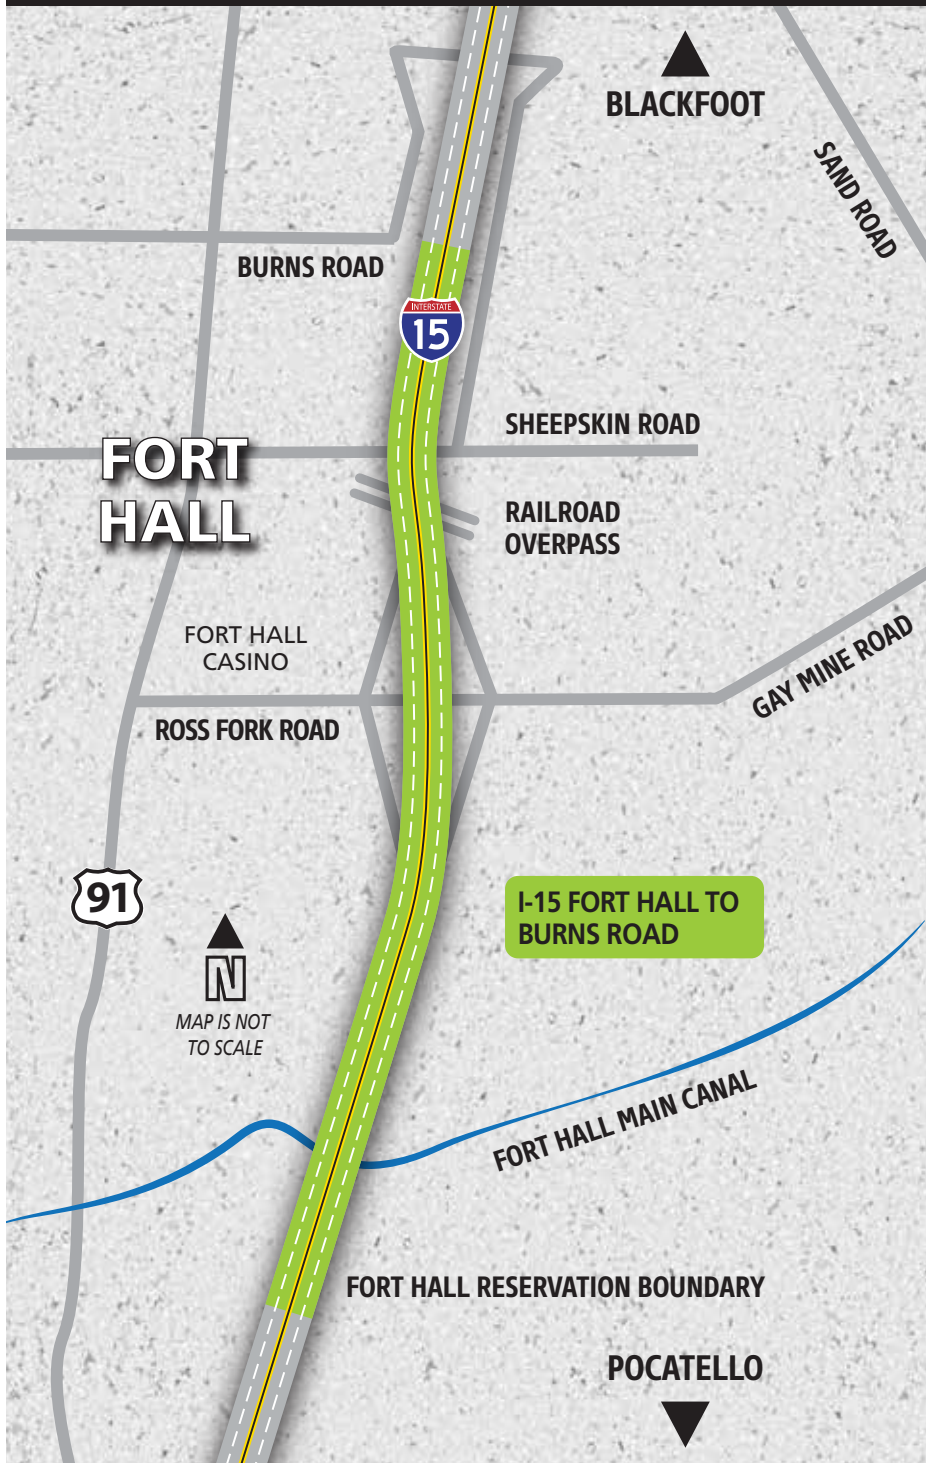 BLACKFOOT
SAND ROAD
BURNS ROAD
INTERSTATE
15
SHEEPSKIN ROAD
FORT
HALL
RAILROAD
OVERPASS
FORT HALL
CASINO
GAY MINE ROAD
ROSS FORK ROAD
91
I-15 FORT HALL TO
BURNS ROAD
N
MAP IS NOT
TO SCALE
FORT HALL MAIN CANAL
FORT HALL RESERVATION BOUNDARY
POCATELLO